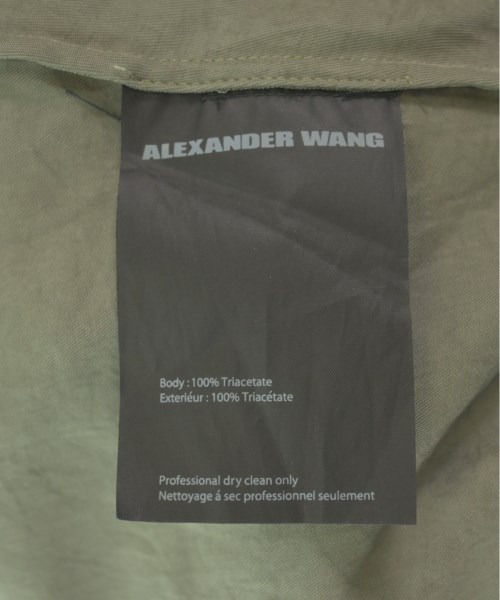 ALEXANDER WANG
Body : 100% Triacetate
Exteriéur : 100% Triacétate
Professional dry clean only
Nettoyage á sec professionnel seulement